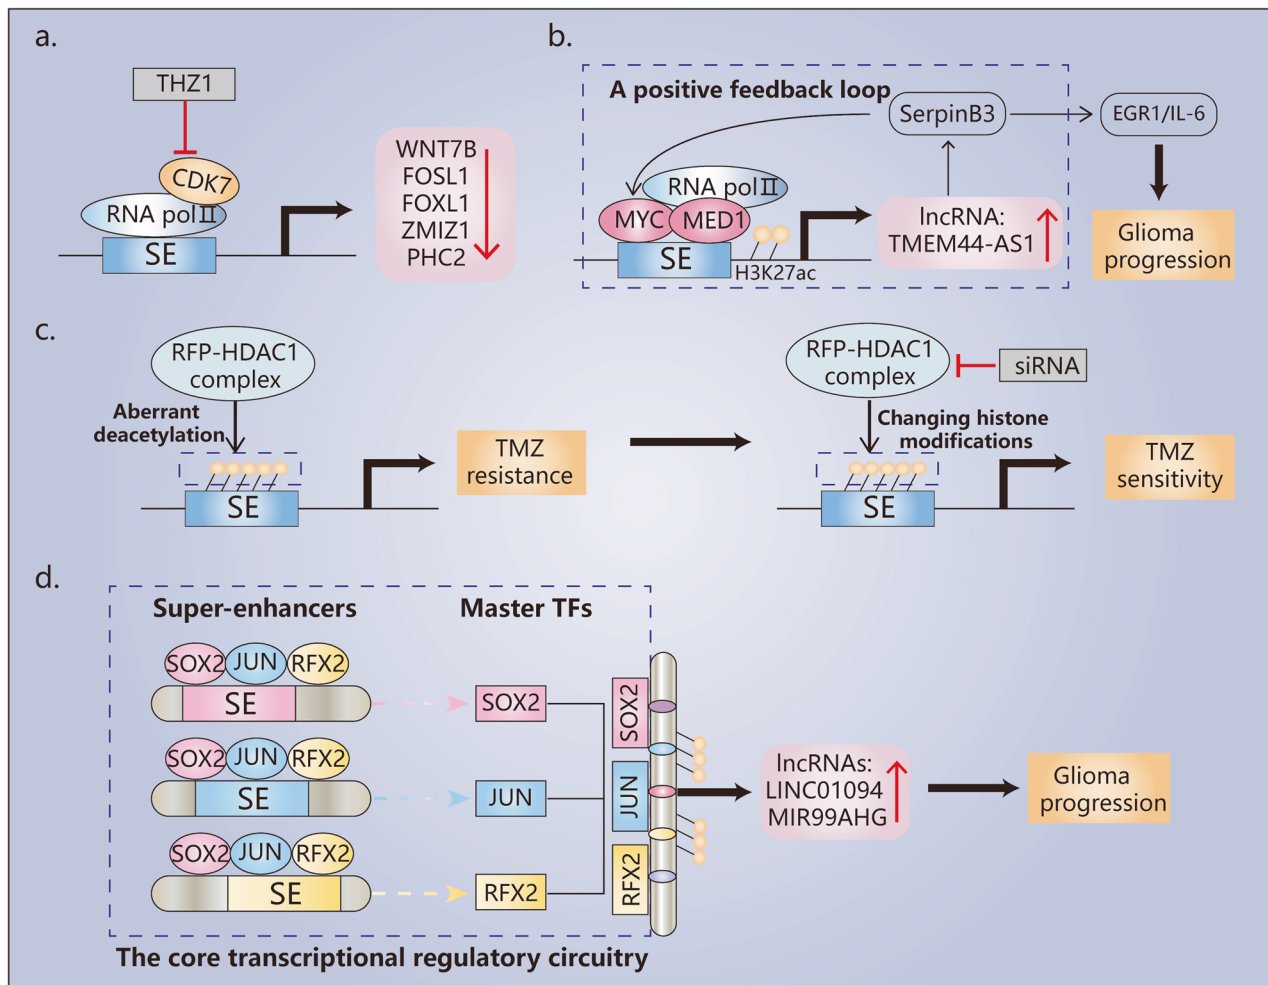 a.
THZ1
CDK7
RNA polⅡ
SE
WNT7B
FOSL1
FOXL1
ZMIZ1
PHC2
b.
A positive feedback loop
SerpinB3
EGR1/IL-6
RNA polⅡ
MYC
MED1
SE
H3K27ac
lncRNA:
TMEM44-AS1
Glioma
progression
c.
RFP-HDAC1
complex
Aberrant
deacetylation
SE
TMZ
resistance
RFP-HDAC1
complex
siRNA
Changing histone
modifications
SE
TMZ
sensitivity
d.
Super-enhancers
Master TFs
SOX2 JUN RFX2
SE
SOX2
SOX2 JUN RFX2
SE
JUN
SOX2 JUN RFX2
SE
RFX2
SOX2
JUN
RFX2
lncRNAs:
LINC01094
MIR99AHG
Glioma
progression
The core transcriptional regulatory circuitry